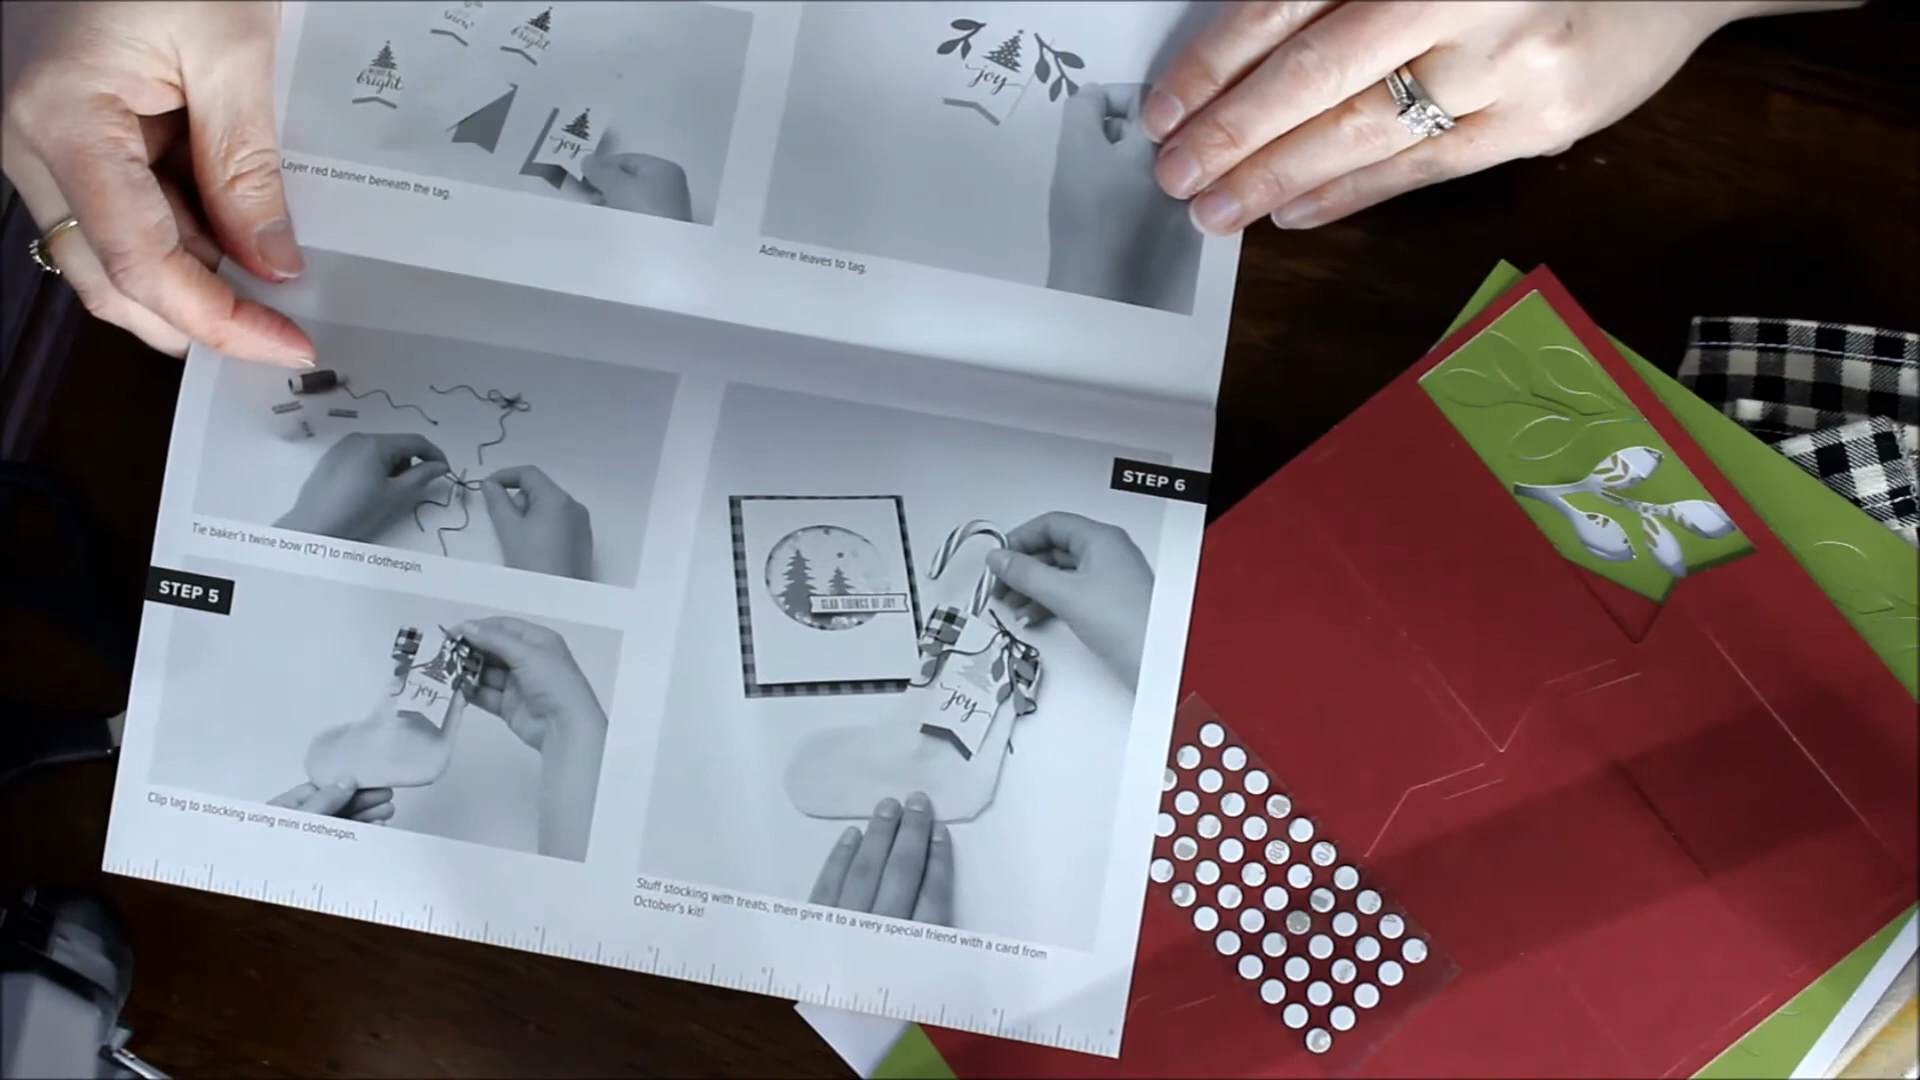 bright
bright
joy
joy
Layer red banner beneath the tag.
Adhere leaves to tag.
Tie baker's twine bow (12") to mini clothespin.
STEP 5
STEP 6
GLAD TIDINGS OF JOY
joy
joy
Clip tag to stocking using mini clothespin.
Stuff stocking with treats, then give it to a very special friend with a card from
October's kit!